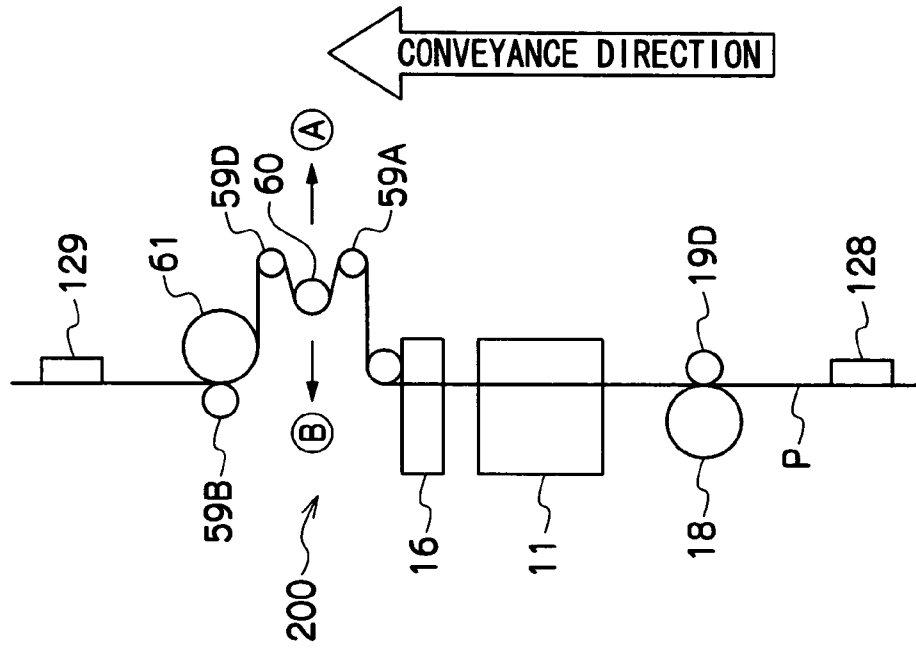 CONVEYANCE DIRECTION
129
61
59D
60
A
59A
59B
B
200
16
11
18
19D
P
128